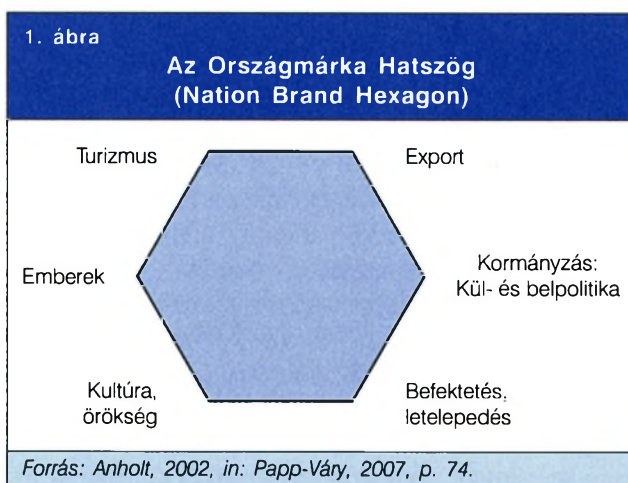 1. ábra
Az Országmárka Hatszög
(Nation Brand Hexagon)
Turizmus
Export
Emberek
Kormányzás:
Kül- és belpolitika
Kultúra,
örökség
Befektetés,
letelepedés
Forrás: Anholt, 2002, in: Papp-Váry, 2007, p. 74.